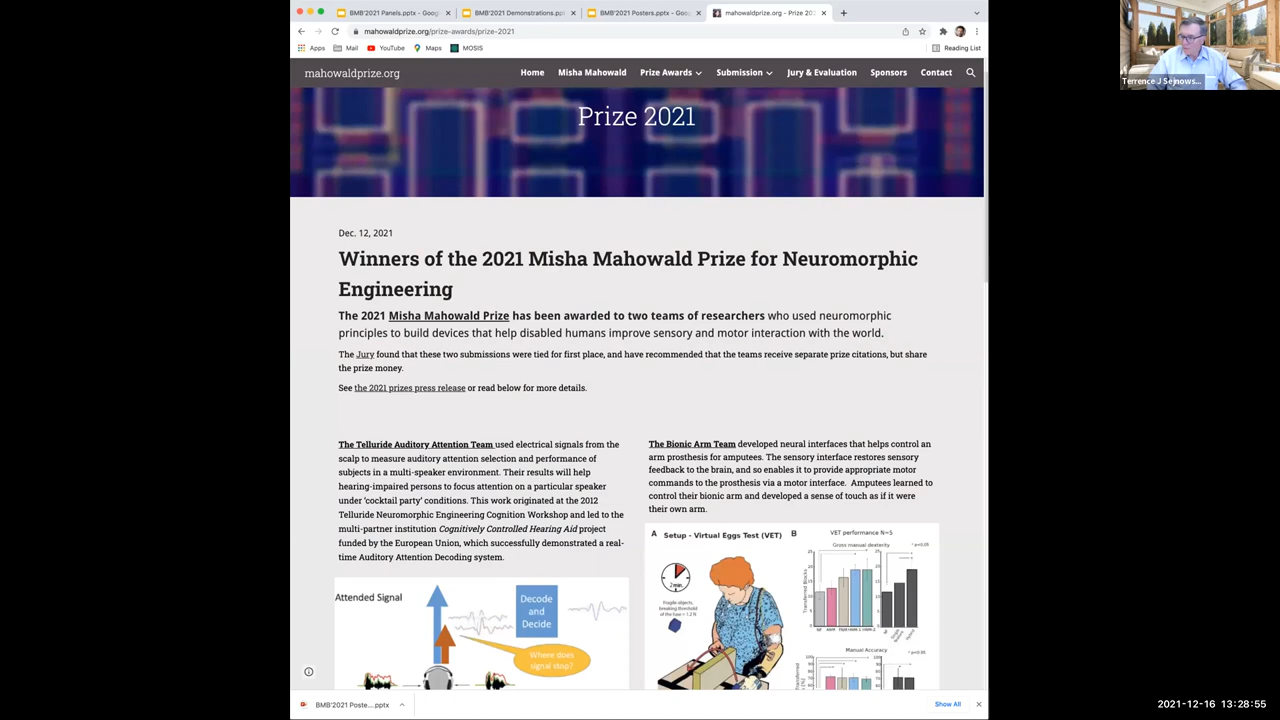 BMB'2021 Panels.pptx - Goog
BMB'2021 Demonstrations.pptx
BMB'2021 Posters.pptx - Goog
mahowaldprize.org - Prize 202
mahowaldprize.org/prize-awards/prize-2021
Apps Mail YouTube Maps MOSIS Reading List
Terrence J Sejnows...
mahowaldprize.org
Home Misha Mahowald Prize Awards Submission Jury & Evaluation Sponsors Contact
Prize 2021
Dec. 12, 2021
Winners of the 2021 Misha Mahowald Prize for Neuromorphic
Engineering
The 2021 Misha Mahowald Prize has been awarded to two teams of researchers who used neuromorphic
principles to build devices that help disabled humans improve sensory and motor interaction with the world.
The Jury found that these two submissions were tied for first place, and have recommended that the teams receive separate prize citations, but share
the prize money.
See the 2021 prizes press release or read below for more details.
The Telluride Auditory Attention Team used electrical signals from the
scalp to measure auditory attention selection and performance of
subjects in a multi-speaker environment. Their results will help
hearing-impaired persons to focus attention on a particular speaker
under 'cocktail party' conditions. This work originated at the 2012
Telluride Neuromorphic Engineering Cognition Workshop and led to the
multi-partner institution Cognitively Controlled Hearing Aid project
funded by the European Union, which successfully demonstrated a real-
time Auditory Attention Decoding system.
Attended Signal
Decode
and
Decide
Where does
signal stop?
The Bionic Arm Team developed neural interfaces that helps control an
arm prosthesis for amputees. The sensory interface restores sensory
feedback to the brain, and so enables it to provide appropriate motor
commands to the prosthesis via a motor interface. Amputees learned to
control their bionic arm and developed a sense of touch as if it were
their own arm.
A Setup - Virtual Eggs Test (VET)
2 min.
Fragile objects,
B VET performance N=5
Gross manual dexterity
* p<0.05
Transferred Blocks
Manual Accuracy
* p<0.05
BMB'2021 Poste....pptx
Show All
2021-12-16 13:28:55